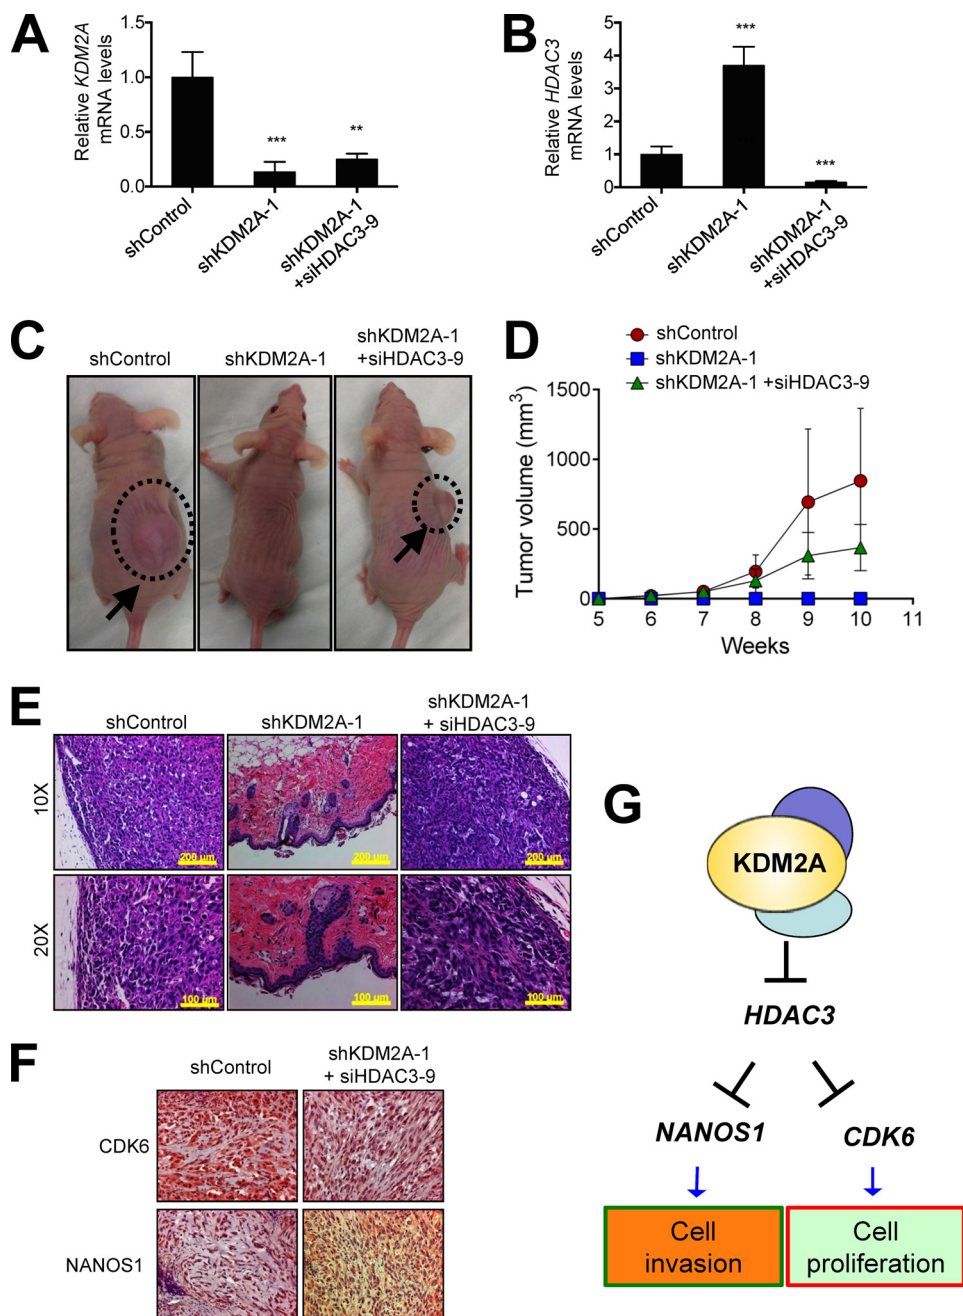 A
Relative KDM2A
mRNA levels
1.5
1.0
0.5
0.0
***
**
shControl
shKDM2A-1
shKDM2A-1
+siHDAC3-9
B
Relative HDAC3
mRNA levels
5
4
3
2
1
0
***
***
shControl
shKDM2A-1
shKDM2A-1
+siHDAC3-9
C
shControl
shKDM2A-1
shKDM2A-1
+siHDAC3-9
D
shControl
shKDM2A-1
shKDM2A-1 +siHDAC3-9
Tumor volume (mm³)
1500
1000
500
0
5 6 7 8 9 10 11
Weeks
E
shControl
shKDM2A-1
shKDM2A-1
+ siHDAC3-9
10X
200 µm
200 µm
200 µm
20X
100 µm
100 µm
100 µm
F
shControl
shKDM2A-1
+ siHDAC3-9
CDK6
NANOS1
G
KDM2A
HDAC3
NANOS1
CDK6
Cell
invasion
Cell
proliferation